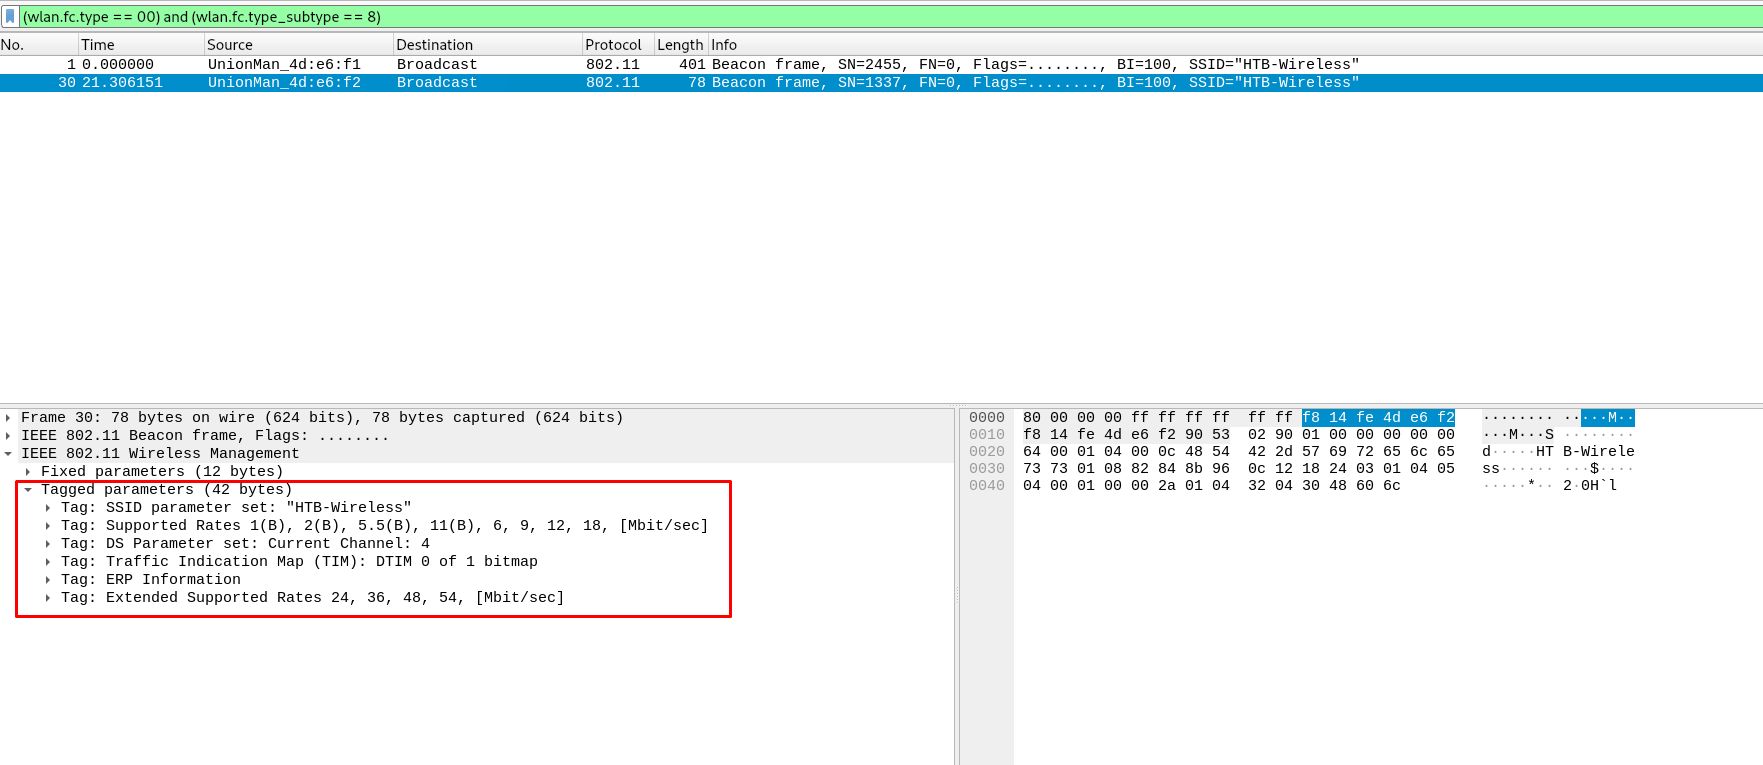 (wlan.fc.type == 00) and (wlan.fc.type_subtype == 8)
No. Time Source Destination Protocol Length Info
1 0.000000 UnionMan_4d:e6:f1 Broadcast 802.11 401 Beacon frame, SN=2455, FN=0, Flags=........, BI=100, SSID="HTB-Wireless"
30 21.306151 UnionMan_4d:e6:f2 Broadcast 802.11 78 Beacon frame, SN=1337, FN=0, Flags=........, BI=100, SSID="HTB-Wireless"
Frame 30: 78 bytes on wire (624 bits), 78 bytes captured (624 bits)
IEEE 802.11 Beacon frame, Flags: ........
IEEE 802.11 Wireless Management
Fixed parameters (12 bytes)
Tagged parameters (42 bytes)
Tag: SSID parameter set: "HTB-Wireless"
Tag: Supported Rates 1(B), 2(B), 5.5(B), 11(B), 6, 9, 12, 18, [Mbit/sec]
Tag: DS Parameter set: Current Channel: 4
Tag: Traffic Indication Map (TIM): DTIM 0 of 1 bitmap
Tag: ERP Information
Tag: Extended Supported Rates 24, 36, 48, 54, [Mbit/sec]
0000 80 00 00 00 ff ff ff ff ff ff f8 14 fe 4d e6 f2 ········ ·····M··
0010 f8 14 fe 4d e6 f2 90 53 02 90 01 00 00 00 00 00 ···M···S ········
0020 64 00 01 04 00 0c 48 54 42 2d 57 69 72 65 6c 65 d·····HT B-Wirele
0030 73 73 01 08 82 84 8b 96 0c 12 18 24 03 01 04 05 ss······ ···$····
0040 04 00 01 00 00 2a 01 04 32 04 30 48 60 6c ·····*·· 2·0H`l